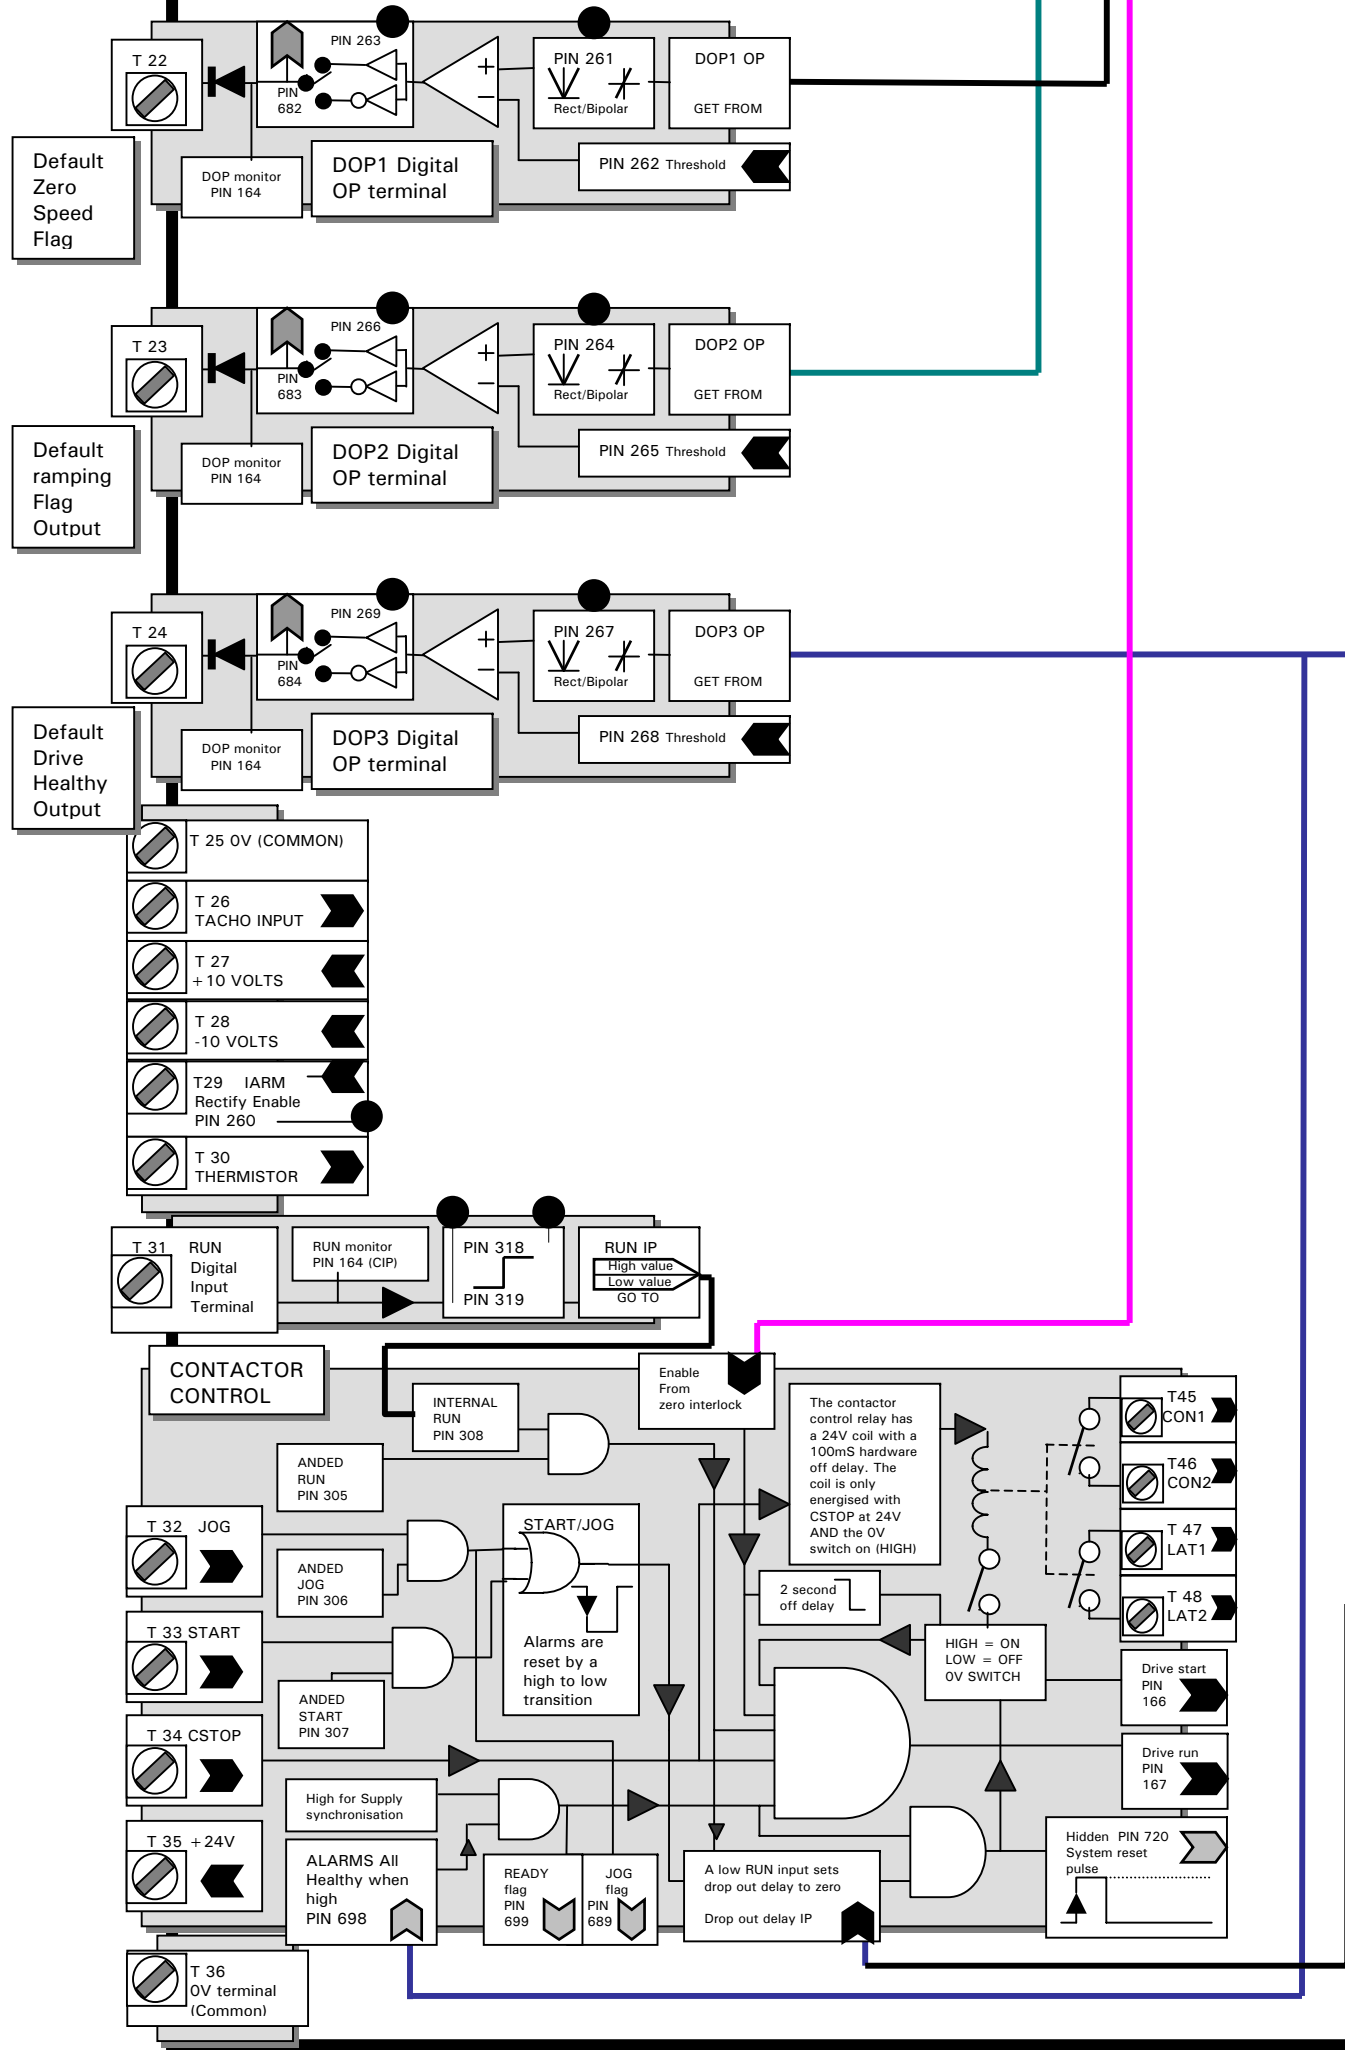 T 22
PIN 263
PIN
682
PIN 261
Rect/Bipolar
DOP1 OP
GET FROM
PIN 262 Threshold
DOP monitor
PIN 164
DOP1 Digital
OP terminal
Default
Zero
Speed
Flag
T 23
PIN 266
PIN
683
PIN 264
Rect/Bipolar
DOP2 OP
GET FROM
PIN 265 Threshold
DOP monitor
PIN 164
DOP2 Digital
OP terminal
Default
ramping
Flag
Output
T 24
PIN 269
PIN
684
PIN 267
Rect/Bipolar
DOP3 OP
GET FROM
PIN 268 Threshold
DOP monitor
PIN 164
DOP3 Digital
OP terminal
Default
Drive
Healthy
Output
T 25 0V (COMMON)
T 26
TACHO INPUT
T 27
+10 VOLTS
T 28
-10 VOLTS
T29 IARM
Rectify Enable
PIN 260
T 30
THERMISTOR
T 31
RUN
Digital
Input
Terminal
RUN monitor
PIN 164 (CIP)
PIN 318
PIN 319
RUN IP
High value
Low value
GO TO
CONTACTOR
CONTROL
INTERNAL
RUN
PIN 308
Enable
From
zero interlock
The contactor
control relay has
a 24V coil with a
100mS hardware
off delay. The
coil is only
energised with
CSTOP at 24V
AND the 0V
switch on (HIGH)
T45
CON1
T46
CON2
T 47
LAT1
T 48
LAT2
ANDED
RUN
PIN 305
T 32 JOG
ANDED
JOG
PIN 306
START/JOG
Alarms are
reset by a
high to low
transition
2 second
off delay
T 33 START
ANDED
START
PIN 307
HIGH = ON
LOW = OFF
0V SWITCH
Drive start
PIN
166
T 34 CSTOP
Drive run
PIN
167
High for Supply
synchronisation
T 35 +24V
ALARMS All
Healthy when
high
PIN 698
READY
flag
PIN
699
JOG
flag
PIN
689
A low RUN input sets
drop out delay to zero
Drop out delay IP
Hidden PIN 720
System reset
pulse
T 36
0V terminal
(Common)